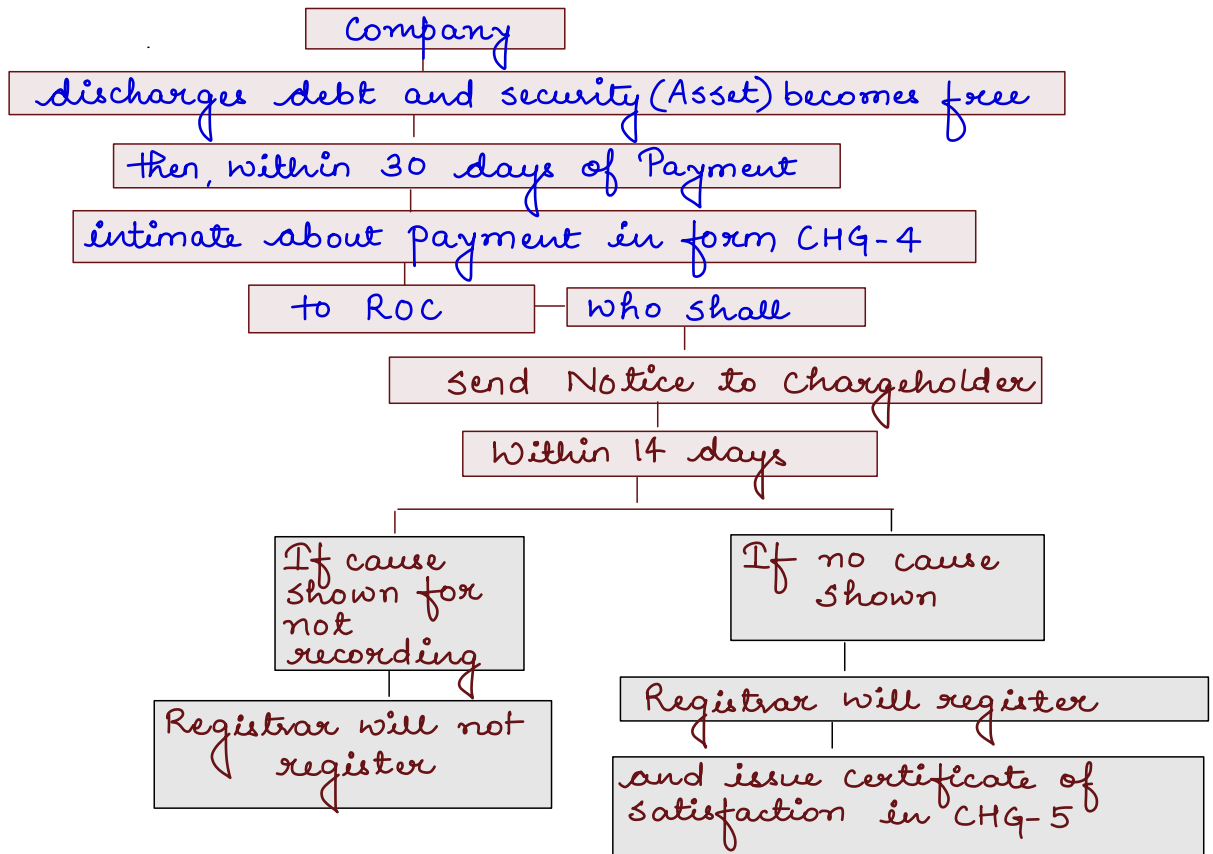 Company
discharges debt and security (Asset) becomes free
then, within 30 days of Payment
intimate about payment in form CHG-4
to ROC
who shall
send Notice to Chargeholder
Within 14 days
If cause
shown for
not
recording
If no cause
shown
Registrar will not
register
Registrar will register
and issue certificate of
satisfaction in CHG-5